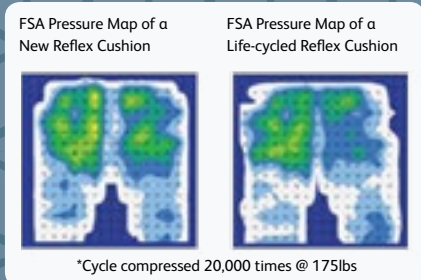 FSA Pressure Map of a
New Reflex Cushion
FSA Pressure Map of a
Life-cycled Reflex Cushion
*Cycle compressed 20,000 times @ 175lbs